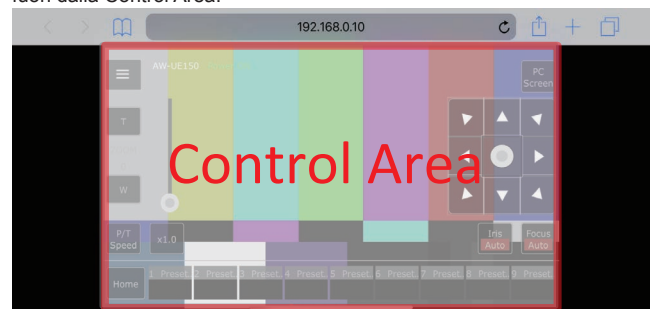 fuori dalla Control Area.
192.168.0.10
AW-UE150
PC
Screen
T
Control Area
W
P/T
Speed
x1.0
Iris
Auto
Focus
Auto
Home
1 Preset. 2 Preset. 3 Preset. 4 Preset. 5 Preset. 6 Preset. 7 Preset. 8 Preset. 9 Preset.